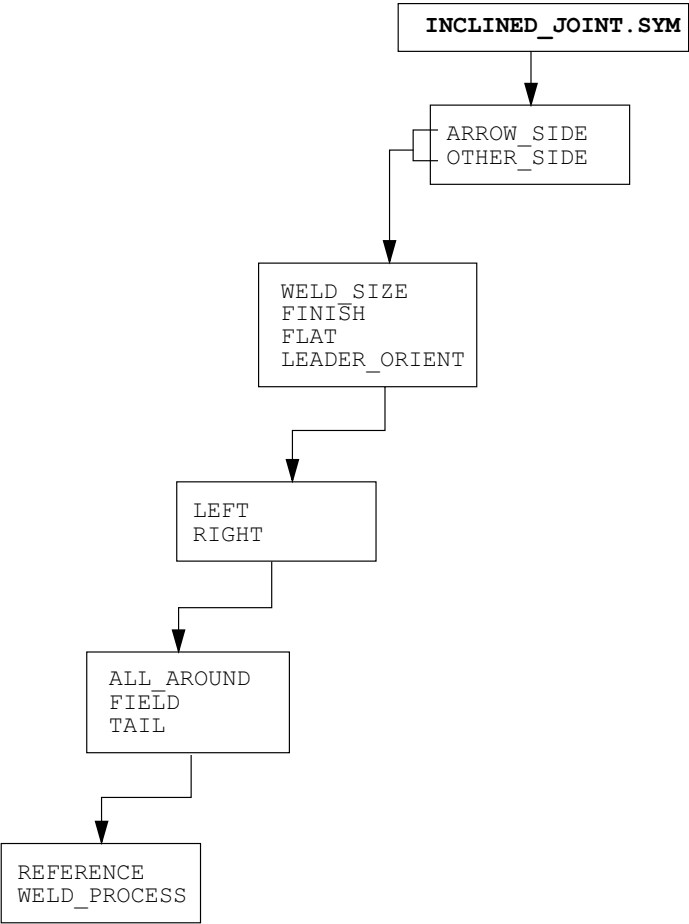 INCLINED_JOINT.SYM
ARROW_SIDE
OTHER_SIDE
WELD_SIZE
FINISH
FLAT
LEADER_ORIENT
LEFT
RIGHT
ALL_AROUND
FIELD
TAIL
REFERENCE
WELD_PROCESS